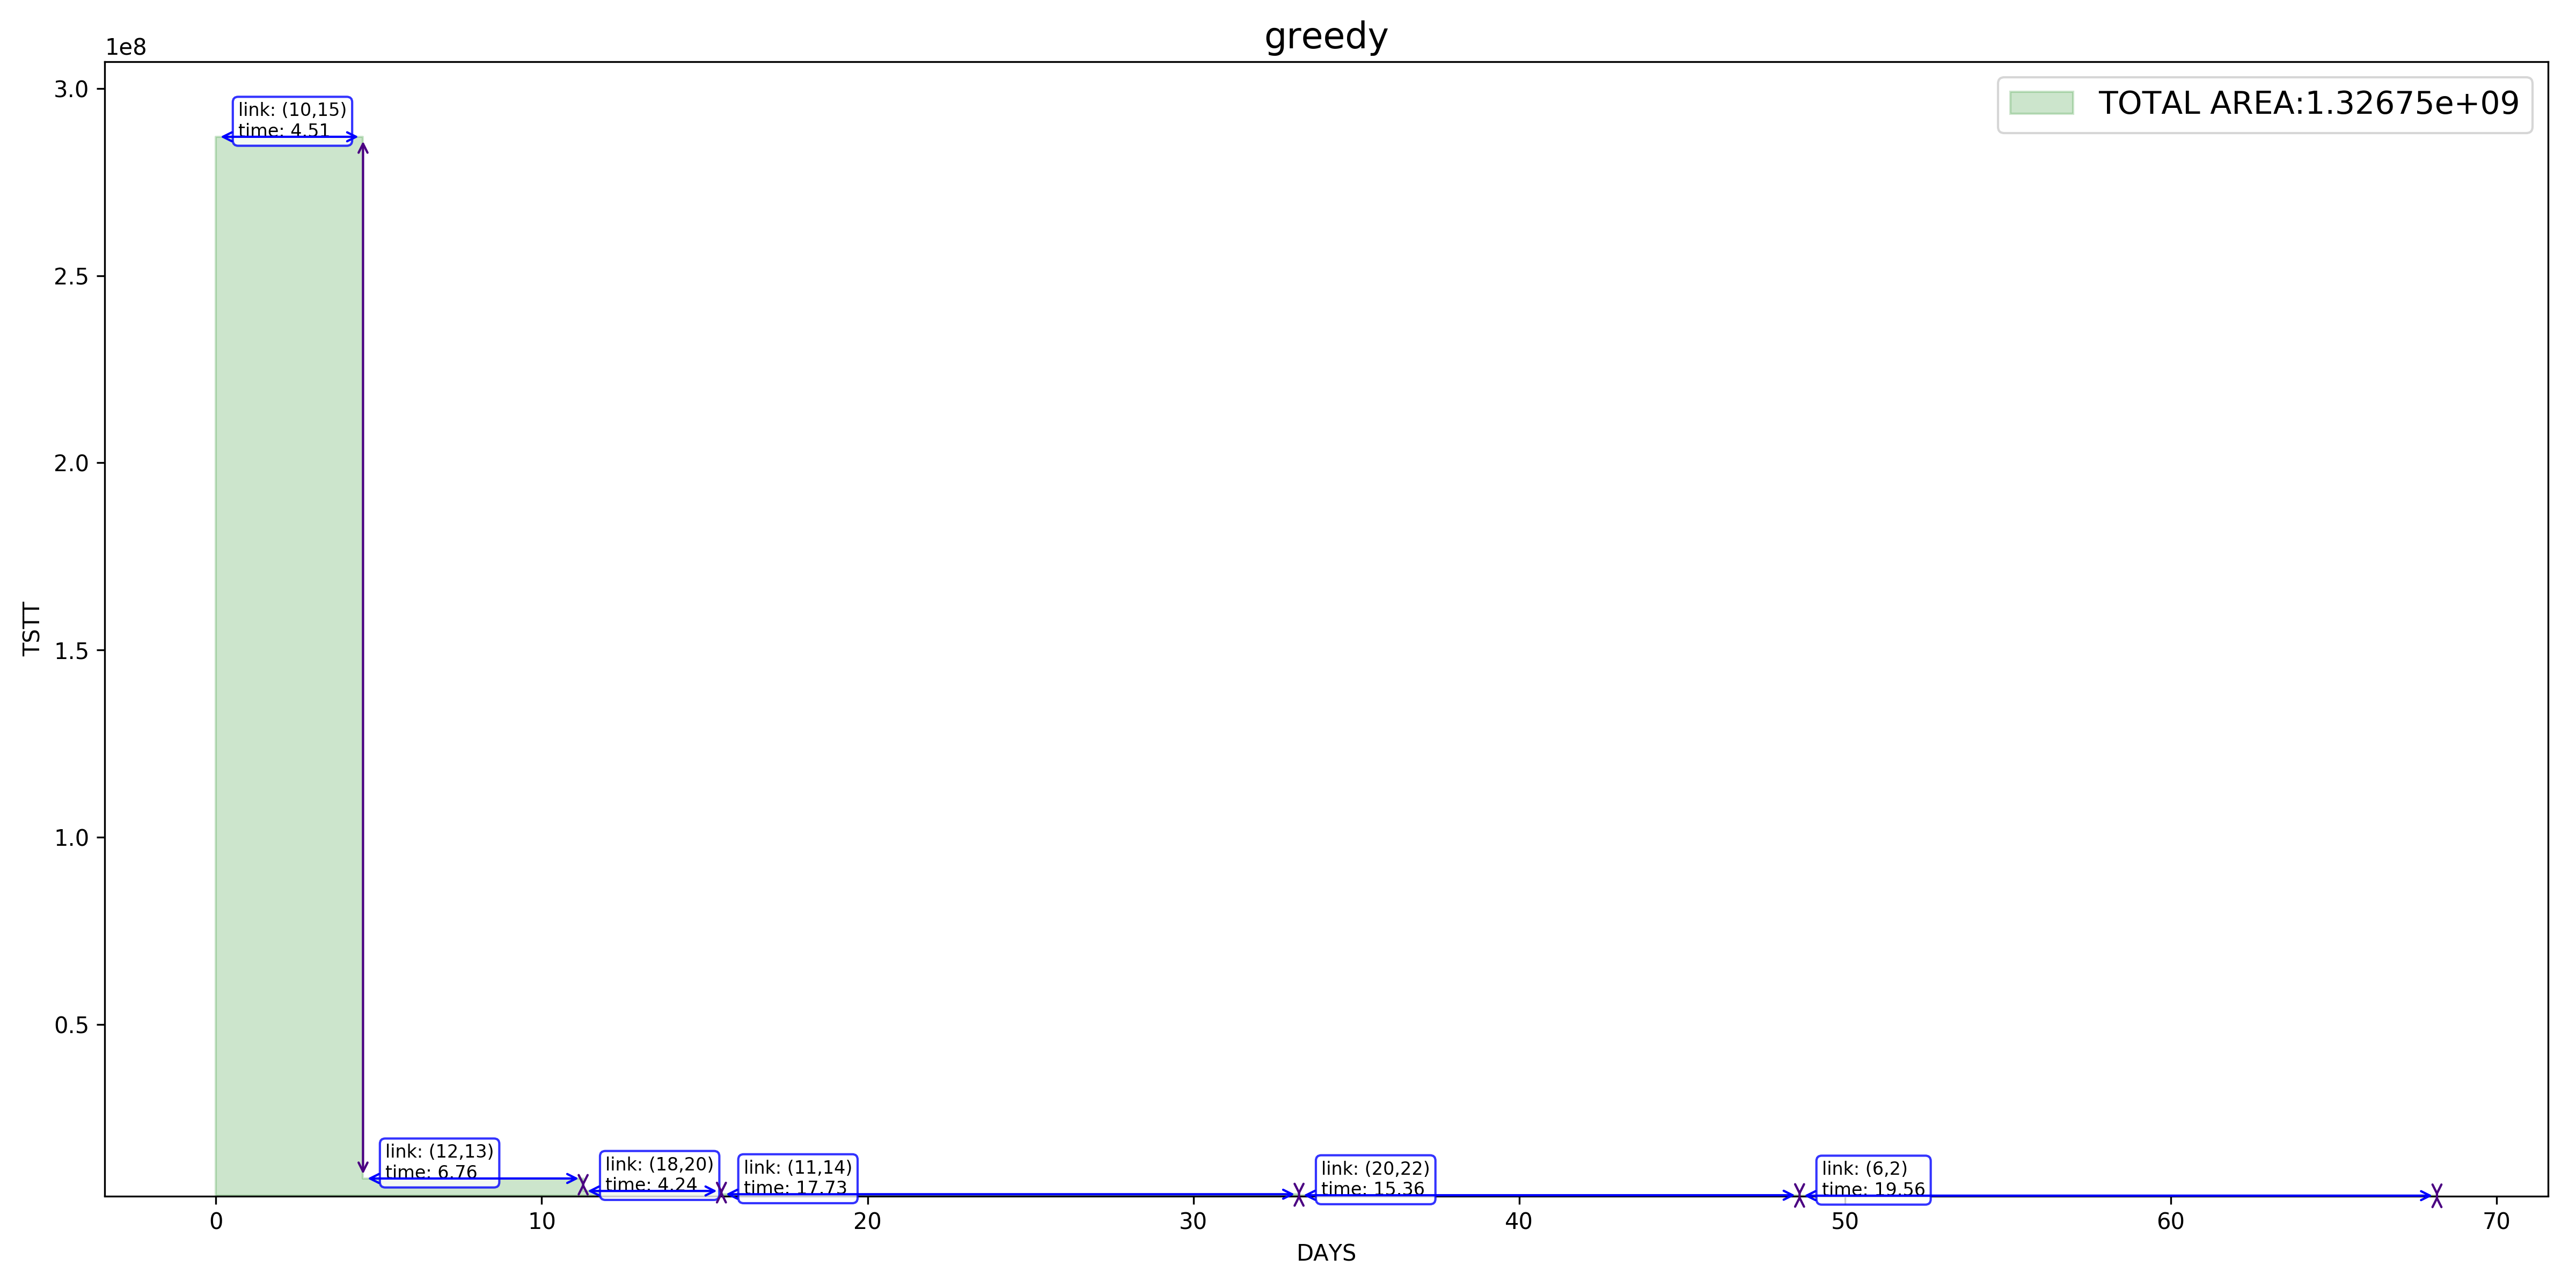 greedy
1e8
TOTAL AREA:1.32675e+09
3.0
2.5
2.0
1.5
1.0
0.5
TSTT
link: (10,15)
time: 4.51
link: (12,13)
time: 6.76
link: (18,20)
time: 4.24
link: (11,14)
time: 17.73
link: (20,22)
time: 15.36
link: (6,2)
time: 19.56
0
10
20
30
40
50
60
70
DAYS